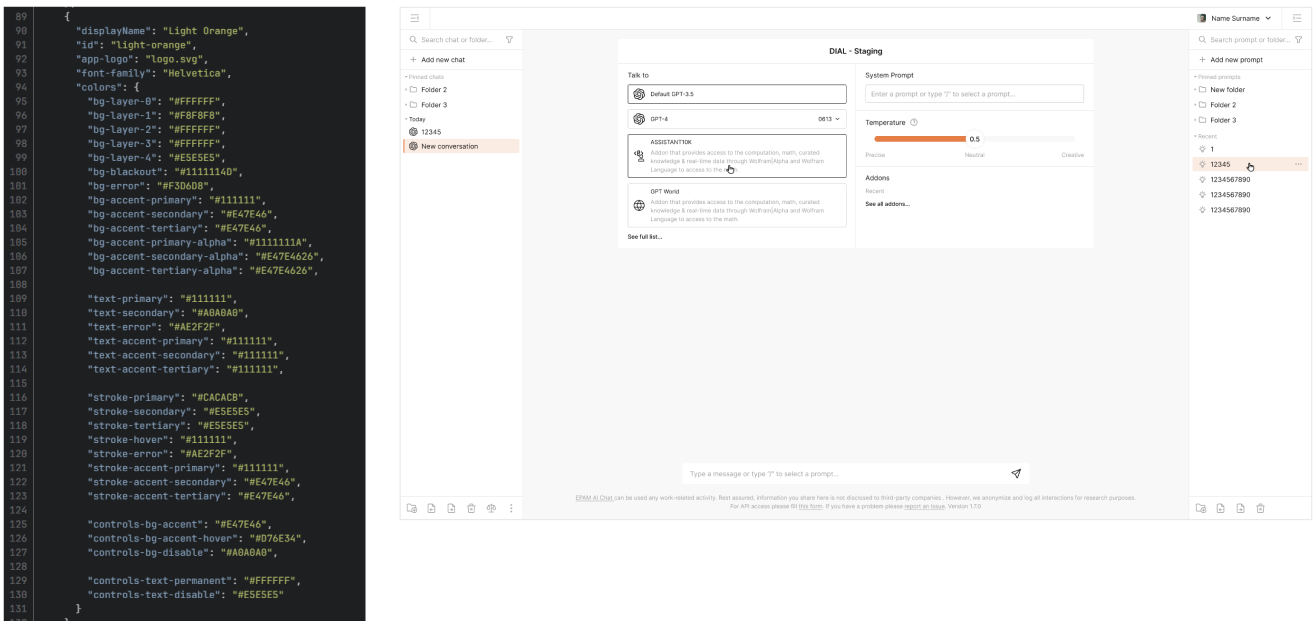 89 {
90 "displayName": "Light Orange",
91 "id": "light-orange",
92 "app-logo": "logo.svg",
93 "font-family": "Helvetica",
94 "colors": {
95 "bg-layer-0": "#FFFFFF",
96 "bg-layer-1": "#F8F8F8",
97 "bg-layer-2": "#FFFFFF",
98 "bg-layer-3": "#FFFFFF",
99 "bg-layer-4": "#E5E5E5",
100 "bg-blackout": "#1111114D",
101 "bg-error": "#F3D6D8",
102 "bg-accent-primary": "#111111",
103 "bg-accent-secondary": "#E47E46",
104 "bg-accent-tertiary": "#E47E46",
105 "bg-accent-primary-alpha": "#1111111A",
106 "bg-accent-secondary-alpha": "#E47E4626",
107 "bg-accent-tertiary-alpha": "#E47E4626",
108
109 "text-primary": "#111111",
110 "text-secondary": "#A0A0A0",
111 "text-error": "#AE2F2F",
112 "text-accent-primary": "#111111",
113 "text-accent-secondary": "#111111",
114 "text-accent-tertiary": "#111111",
115
116 "stroke-primary": "#CACACB",
117 "stroke-secondary": "#E5E5E5",
118 "stroke-tertiary": "#E5E5E5",
119 "stroke-hover": "#111111",
120 "stroke-error": "#AE2F2F",
121 "stroke-accent-primary": "#111111",
122 "stroke-accent-secondary": "#E47E46",
123 "stroke-accent-tertiary": "#E47E46",
124
125 "controls-bg-accent": "#E47E46",
126 "controls-bg-accent-hover": "#D76E34",
127 "controls-bg-disable": "#A0A0A0",
128
129 "controls-text-permanent": "#FFFFFF",
130 "controls-text-disable": "#E5E5E5"
131 }
Name Surname
Search chat or folder...
Add new chat
Pinned chats
Folder 2
Folder 3
Today
12345
New conversation
DIAL - Staging
Talk to
Default GPT-3.5
GPT-4 0613
ASSISTANT10K
Addon that provides access to the computation, math, curated
knowledge & real-time data through Wolfram|Alpha and Wolfram
Language to access to the math.
GPT World
Addon that provides access to the computation, math, curated
knowledge & real-time data through Wolfram|Alpha and Wolfram
Language to access to the math.
See full list...
System Prompt
Enter a prompt or type "/" to select a prompt...
Temperature
0.5
Precise Neutral Creative
Addons
Recent
See all addons...
Type a message or type "/" to select a prompt...
EPAM AI Chat can be used any work-related activity. Rest assured, information you share here is not disclosed to third-party companies . However, we anonymize and log all interactions for research purposes.
For API access please fill this form. If you have a problem please report an issue. Version 1.7.0
Search prompt or folder...
Add new prompt
Pinned prompts
New folder
Folder 2
Folder 3
Recent
1
12345
1234567890
1234567890
1234567890